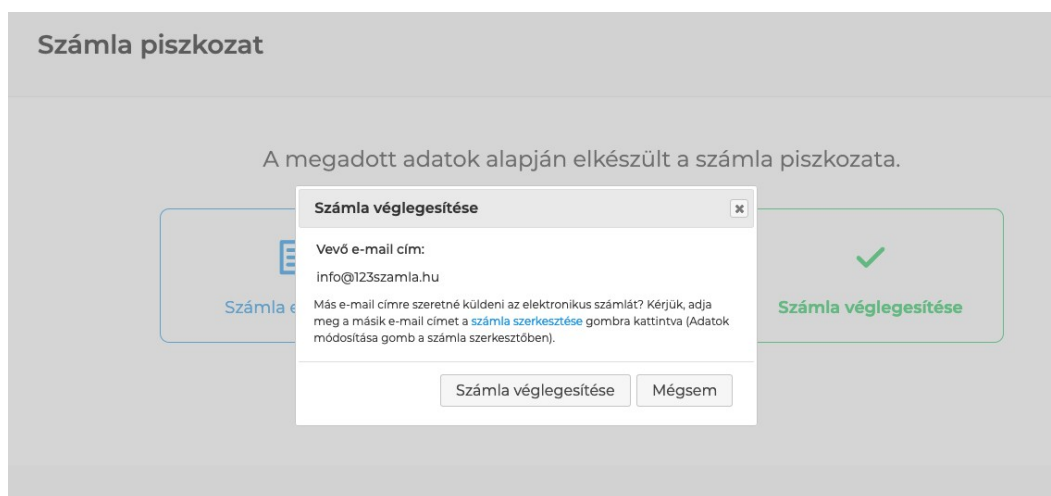 Számla piszkozat
A megadott adatok alapján elkészült a számla piszkozata.
Számla véglegesítése
Vevő e-mail cím:
info@123szamla.hu
Más e-mail címre szeretné küldeni az elektronikus számlát? Kérjük, adja
meg a másik e-mail címet a számla szerkesztése gombra kattintva (Adatok
módosítása gomb a számla szerkesztőben).
Számla véglegesítése Mégsem
Számla
Számla véglegesítése